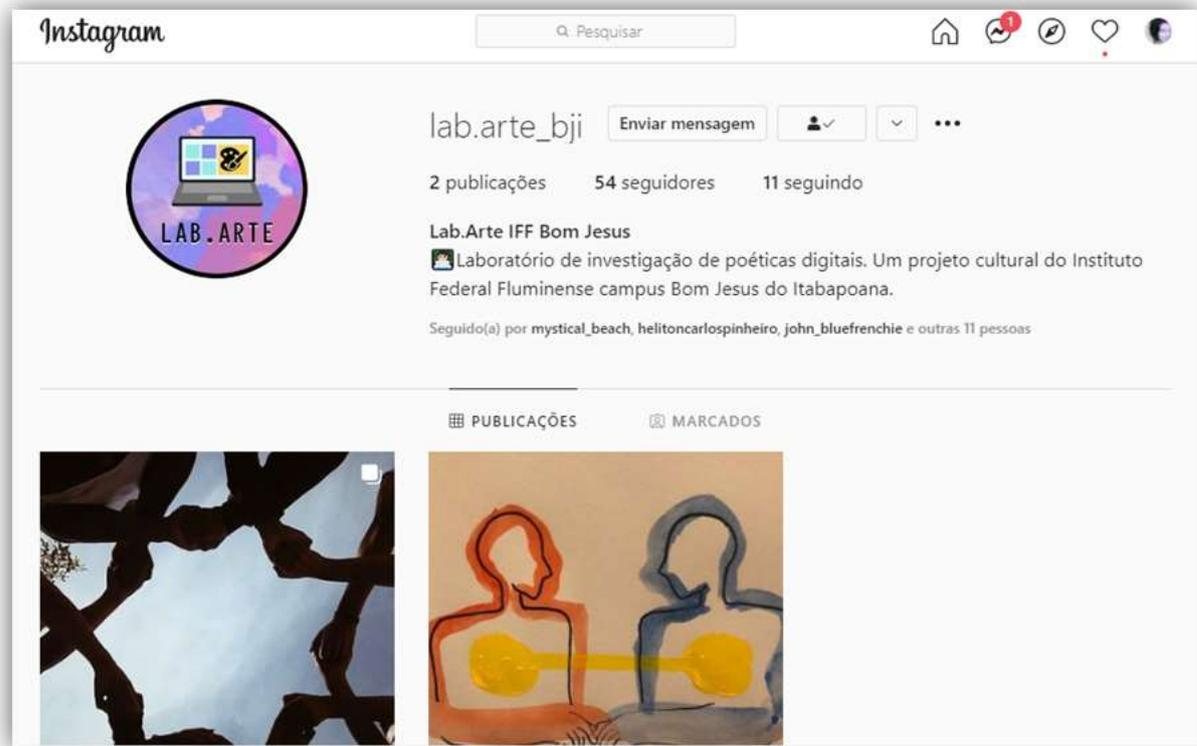 Instagram
Pesquisar
1
lab.arte_bji
Enviar mensagem
2 publicações 54 seguidores 11 seguindo
LAB.ARTE
Lab.Arte IFF Bom Jesus
Laboratório de investigação de poéticas digitais. Um projeto cultural do Instituto
Federal Fluminense campus Bom Jesus do Itabapoana.
Seguido(a) por mystical_beach, helitoncarlospinheiro, john_bluefrenchie e outras 11 pessoas
PUBLICAÇÕES
MARCADOS